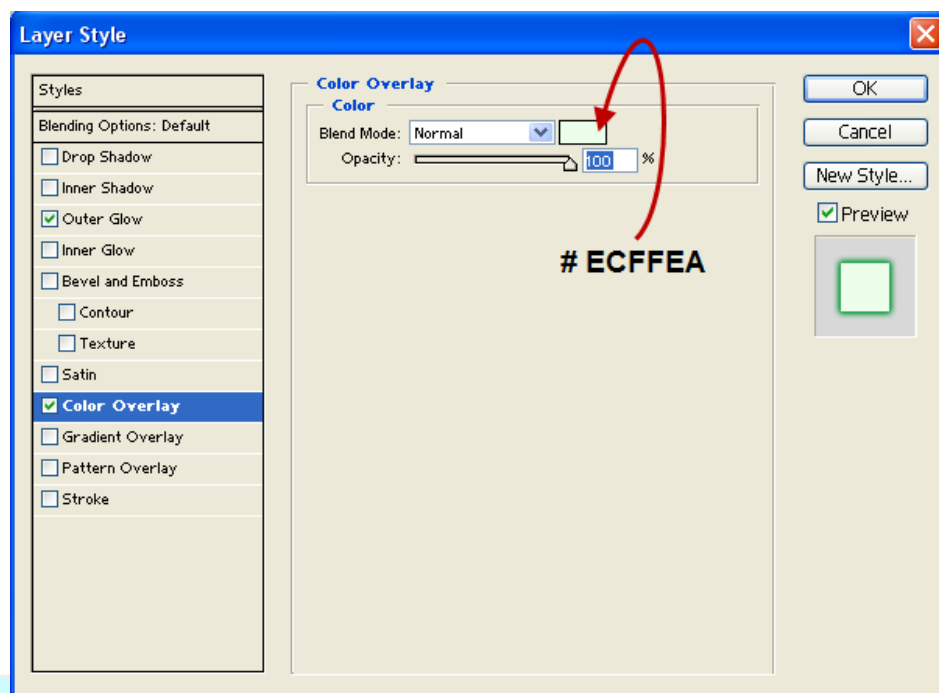 Layer Style
Styles
Blending Options: Default
Drop Shadow
Inner Shadow
Outer Glow
Inner Glow
Bevel and Emboss
Contour
Texture
Satin
Color Overlay
Gradient Overlay
Pattern Overlay
Stroke
Color Overlay
Color
Blend Mode: Normal
Opacity: 100 %
# ECFFEA
OK
Cancel
New Style...
Preview